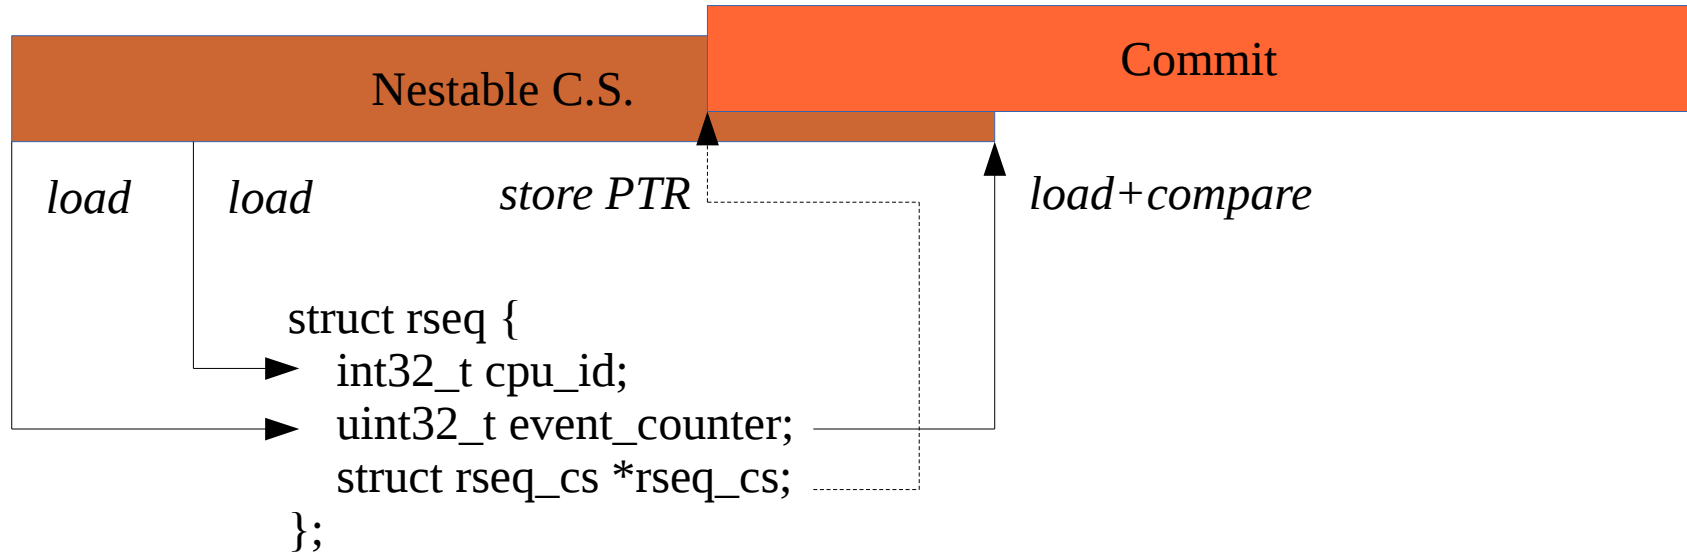 Commit
Nestable C.S.
load load store PTR load+compare
struct rseq {
int32_t cpu_id;
uint32_t event_counter;
struct rseq_cs *rseq_cs;
};